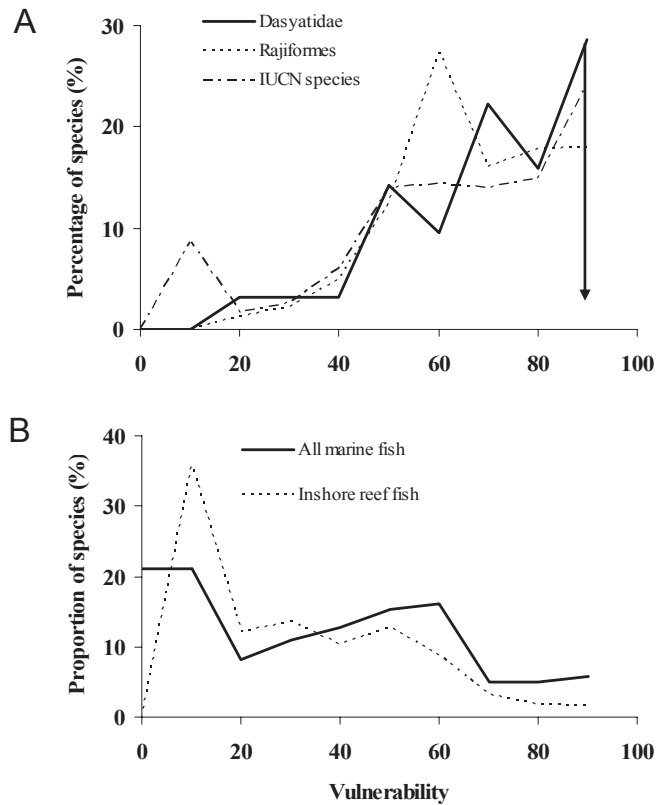 A
30
20
10
0
Percentage of species (%)
Dasyatidae
Rajiformes
IUCN species
0 20 40 60 80 100
B
40
30
20
10
0
Proportion of species (%)
All marine fish
Inshore reef fish
0 20 40 60 80 100
Vulnerability